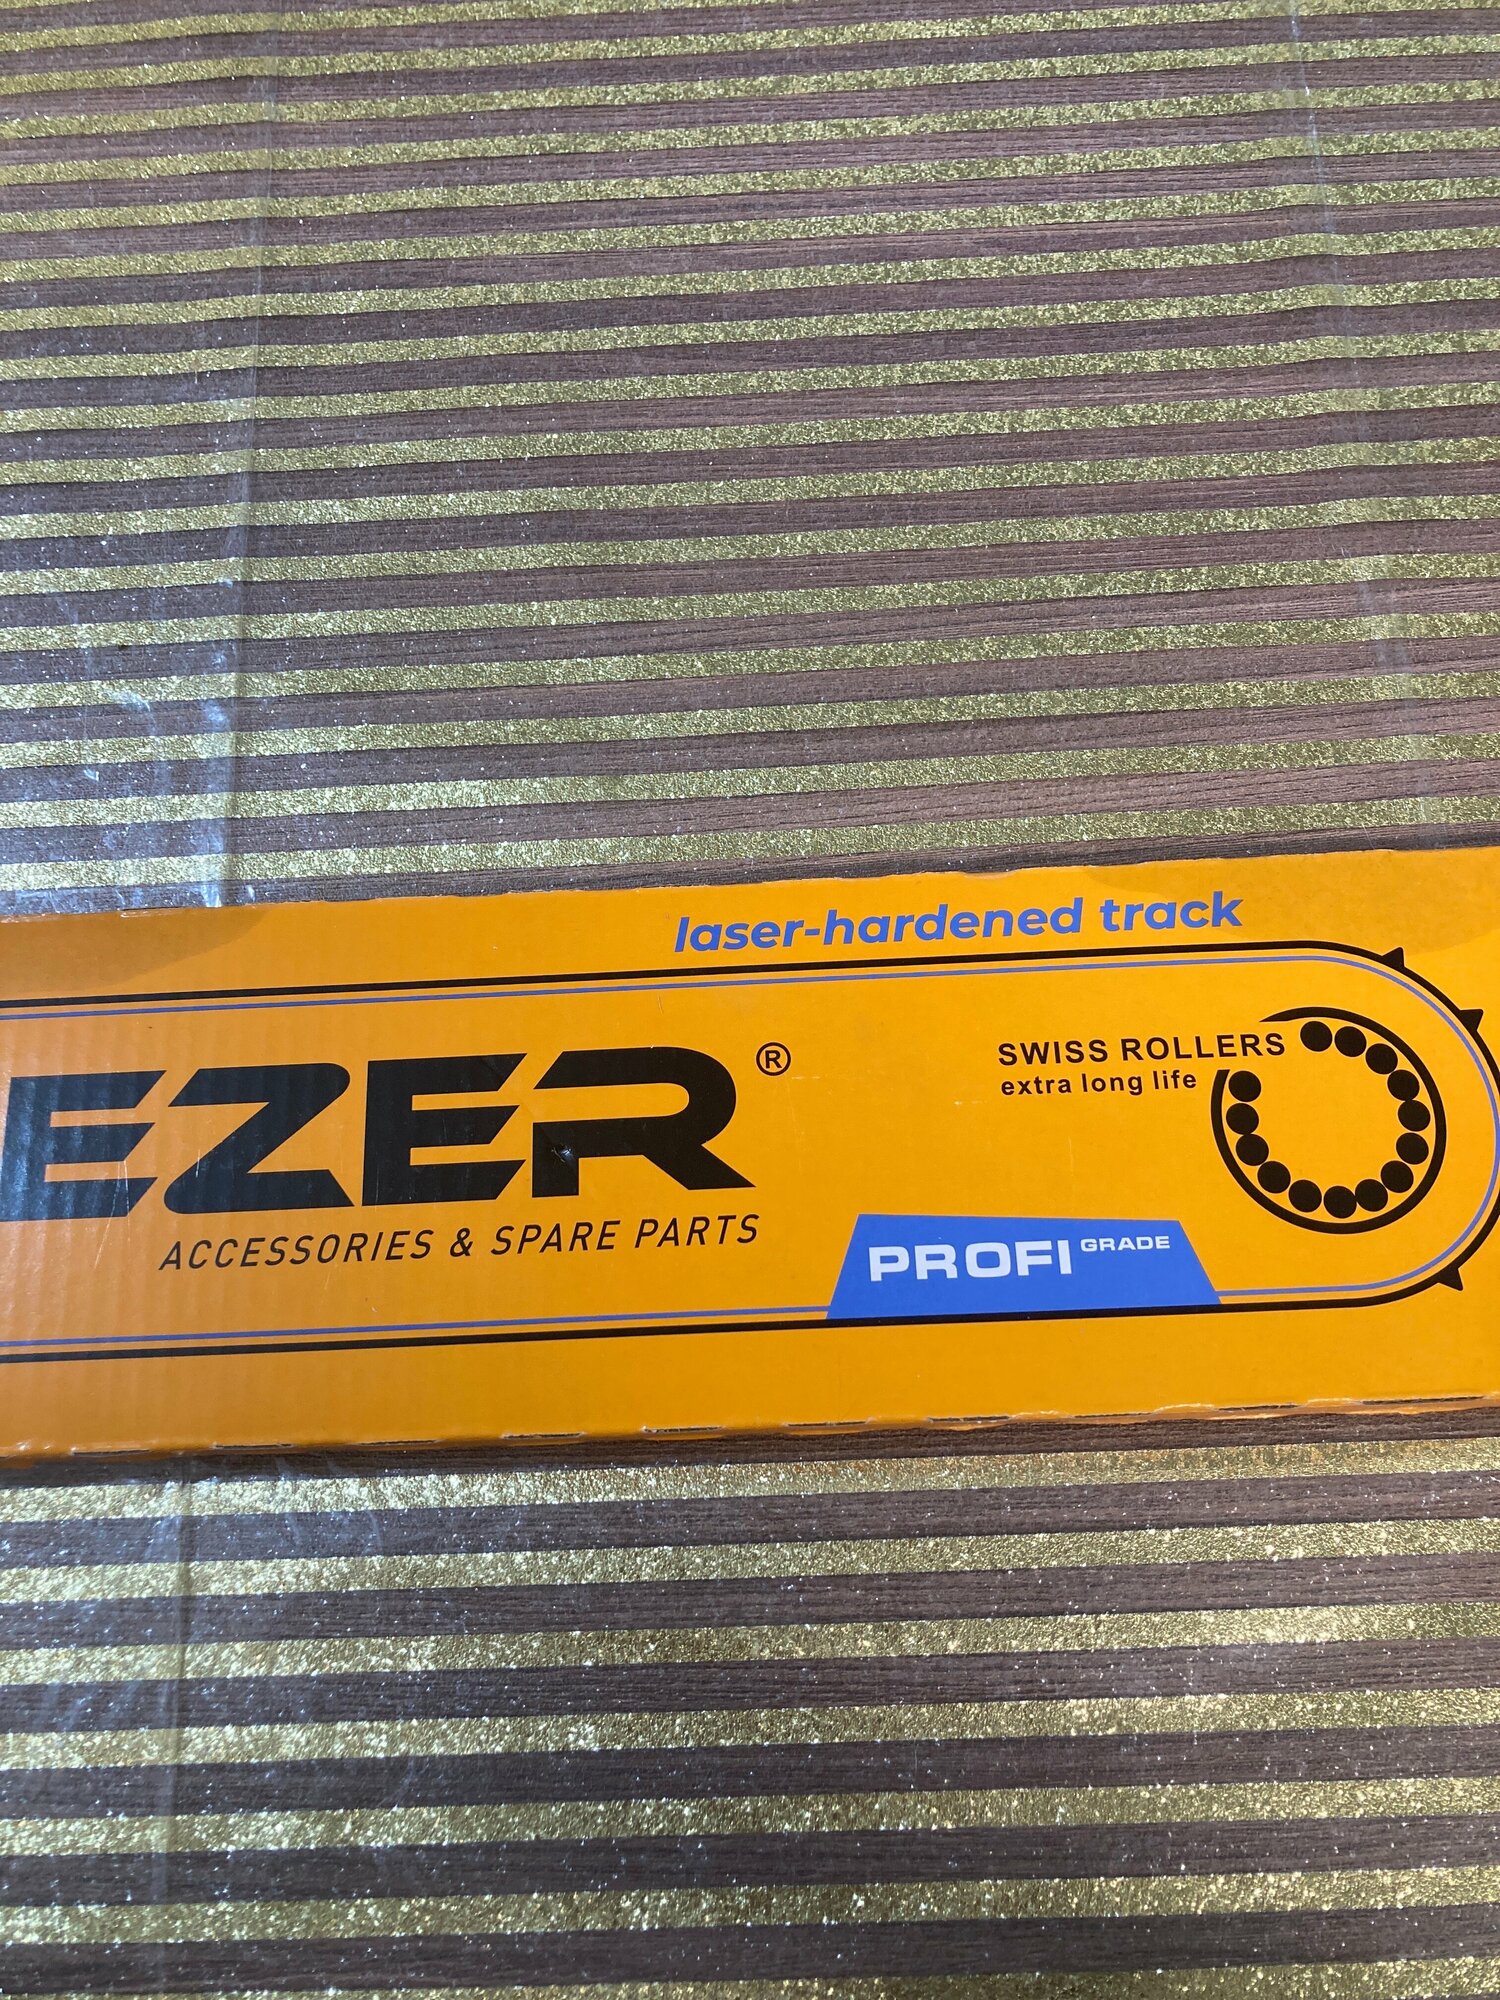 laser-hardened track
EZER®
SWISS ROLLERS
extra long life
ACCESSORIES & SPARE PARTS
PROFI GRADE